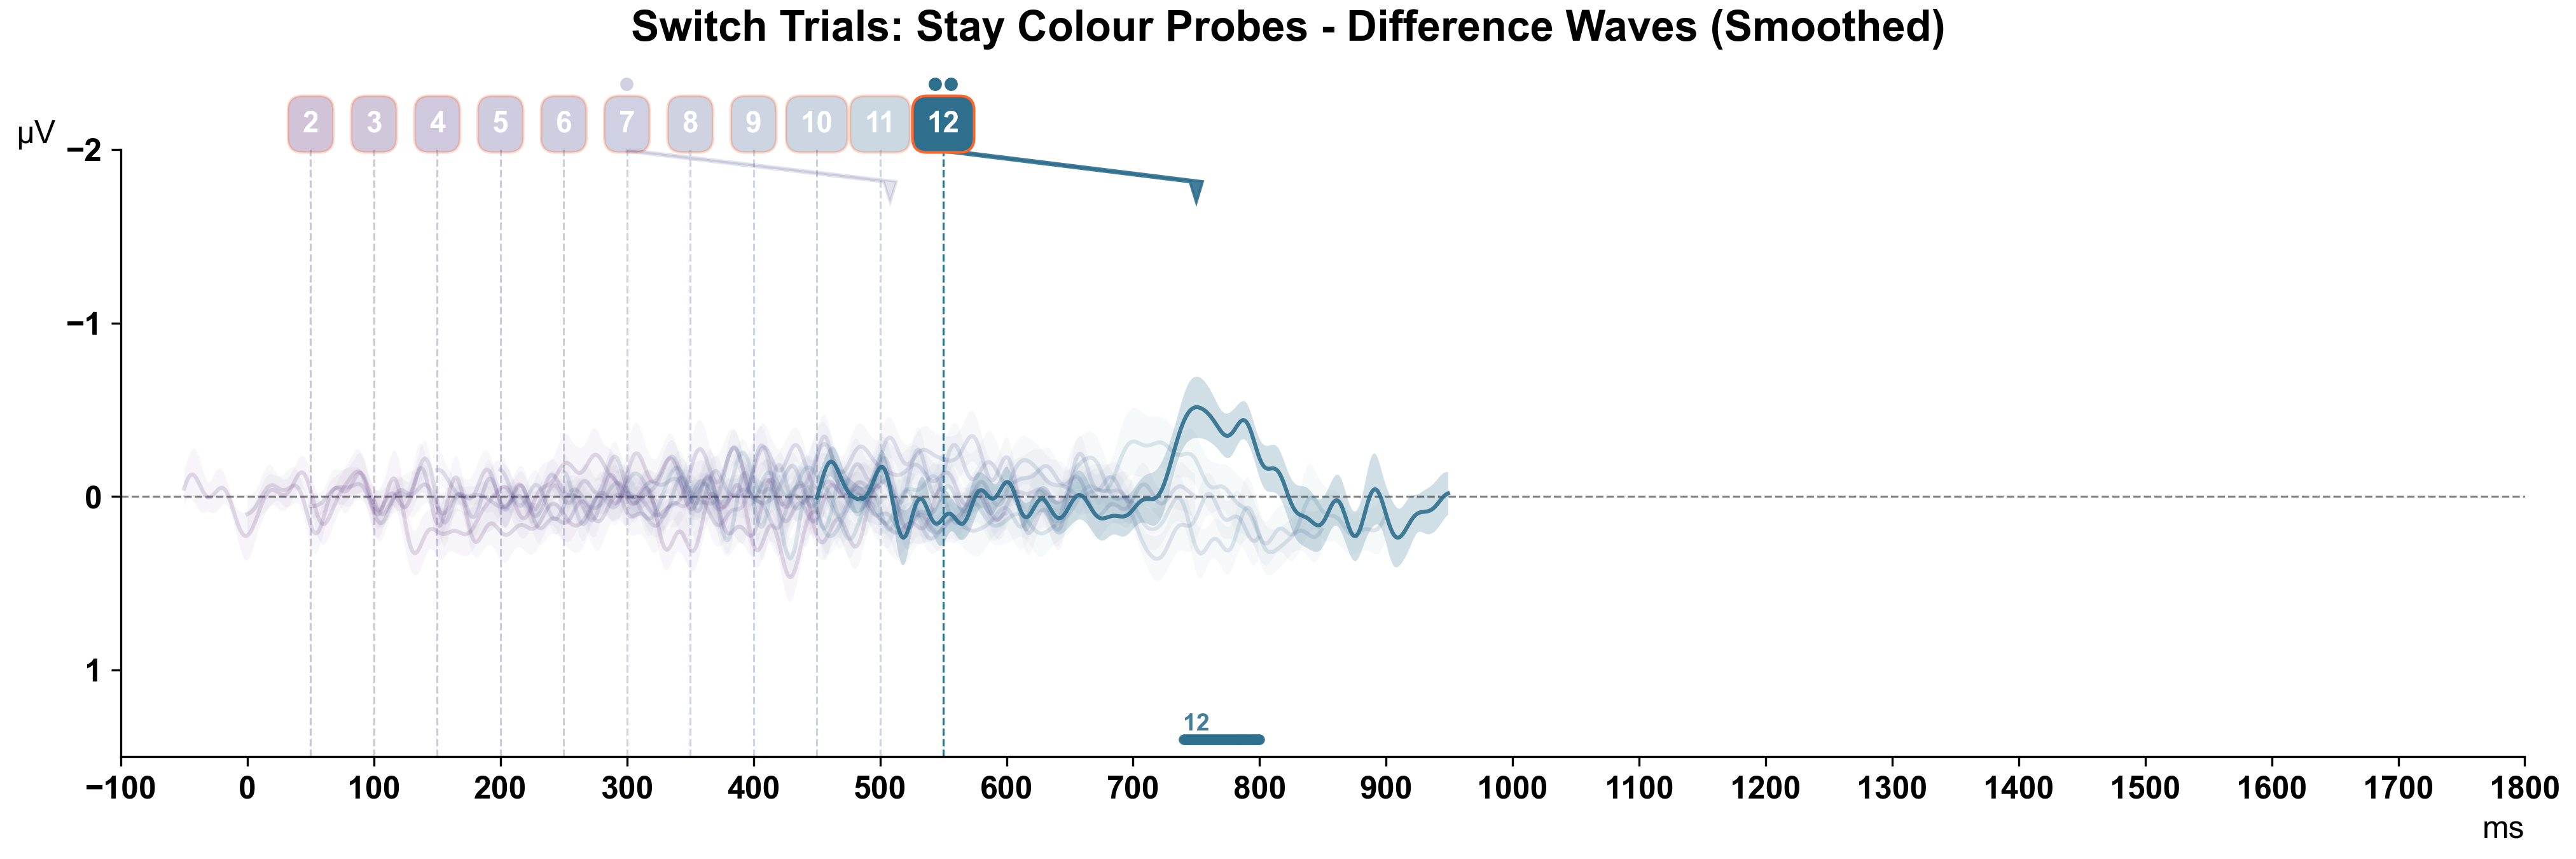 Switch Trials: Stay Colour Probes - Difference Waves (Smoothed)
2 3 4 5 6 7 8 9 10 11 12
µV
−2
−1
0
1
12
−100 0 100 200 300 400 500 600 700 800 900 1000 1100 1200 1300 1400 1500 1600 1700 1800
ms